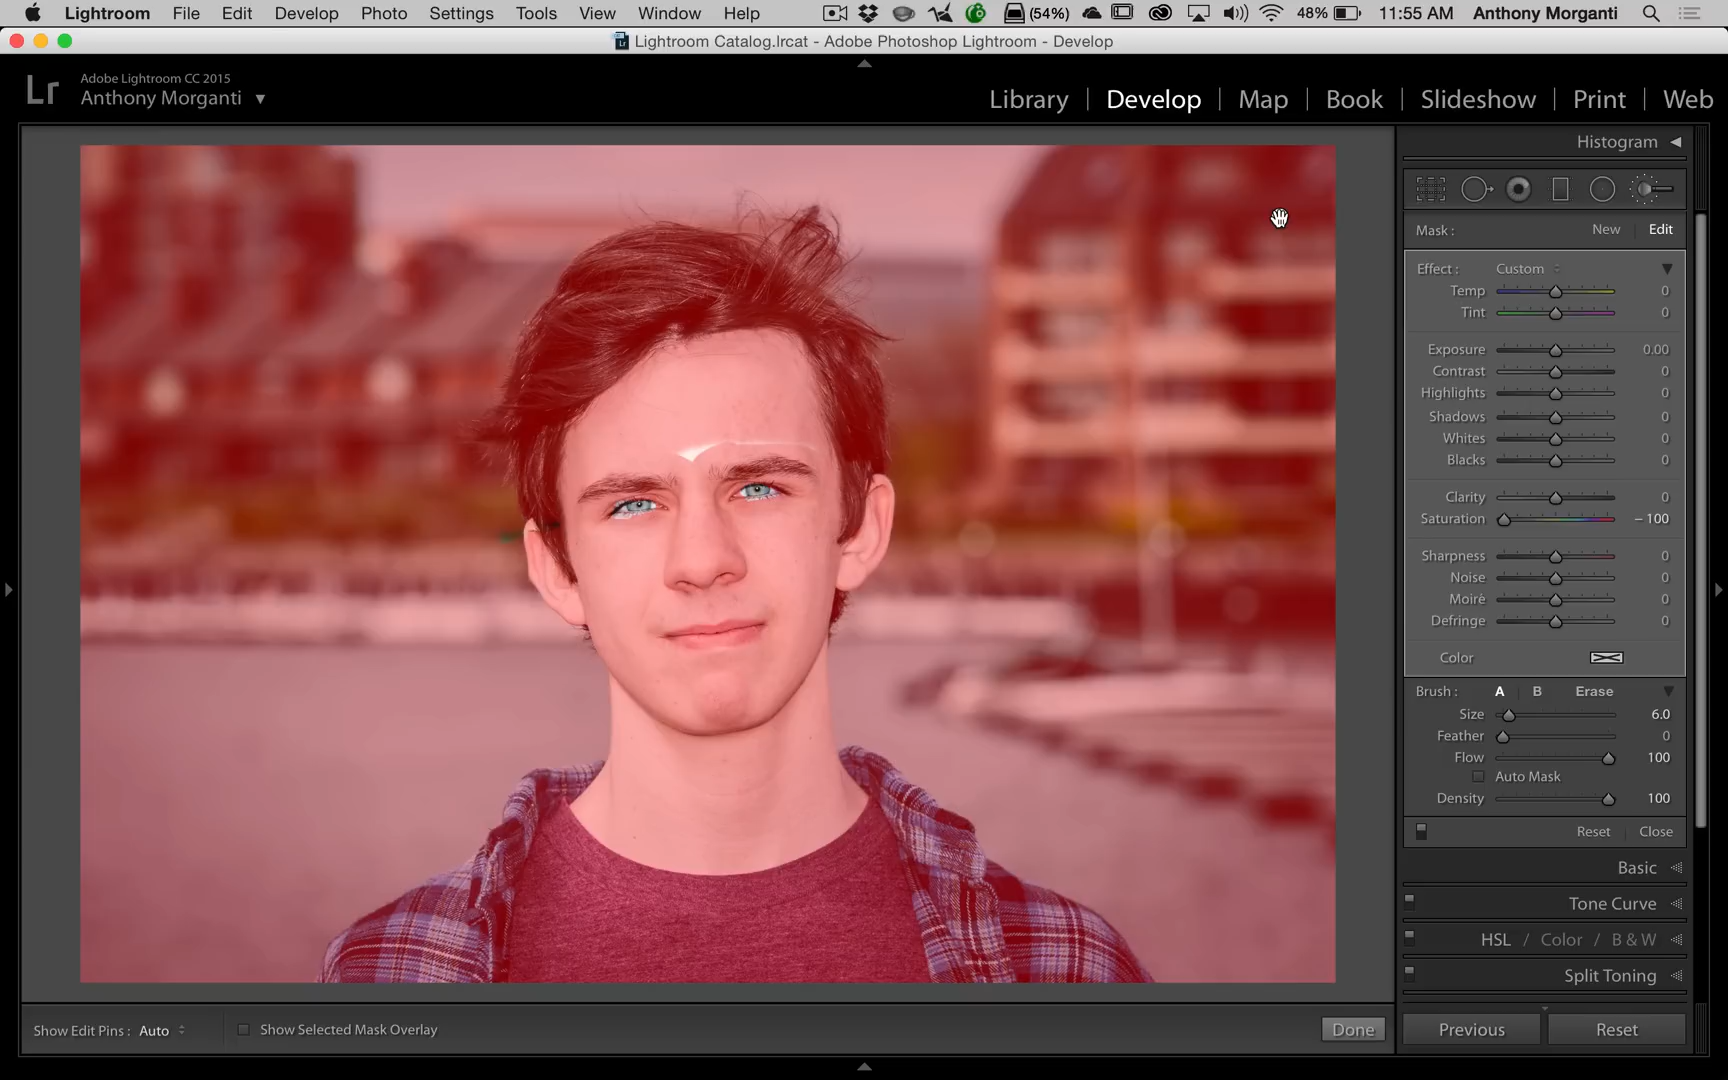 Lightroom File Edit Develop Photo Settings Tools View Window Help (54%) 48% 11:55 AM Anthony Morganti
Lightroom Catalog.lrcat - Adobe Photoshop Lightroom - Develop
Lr
Adobe Lightroom CC 2015
Anthony Morganti
Library | Develop | Map | Book | Slideshow | Print | Web
Histogram
Mask : New Edit
Effect : Custom
Temp 0
Tint 0
Exposure 0.00
Contrast 0
Highlights 0
Shadows 0
Whites 0
Blacks 0
Clarity 0
Saturation – 100
Sharpness 0
Noise 0
Moiré 0
Defringe 0
Color
Brush : A B Erase
Size 6.0
Feather 0
Flow 100
Auto Mask
Density 100
Reset Close
Basic
Tone Curve
HSL / Color / B & W
Split Toning
Show Edit Pins : Auto Show Selected Mask Overlay Done Previous Reset